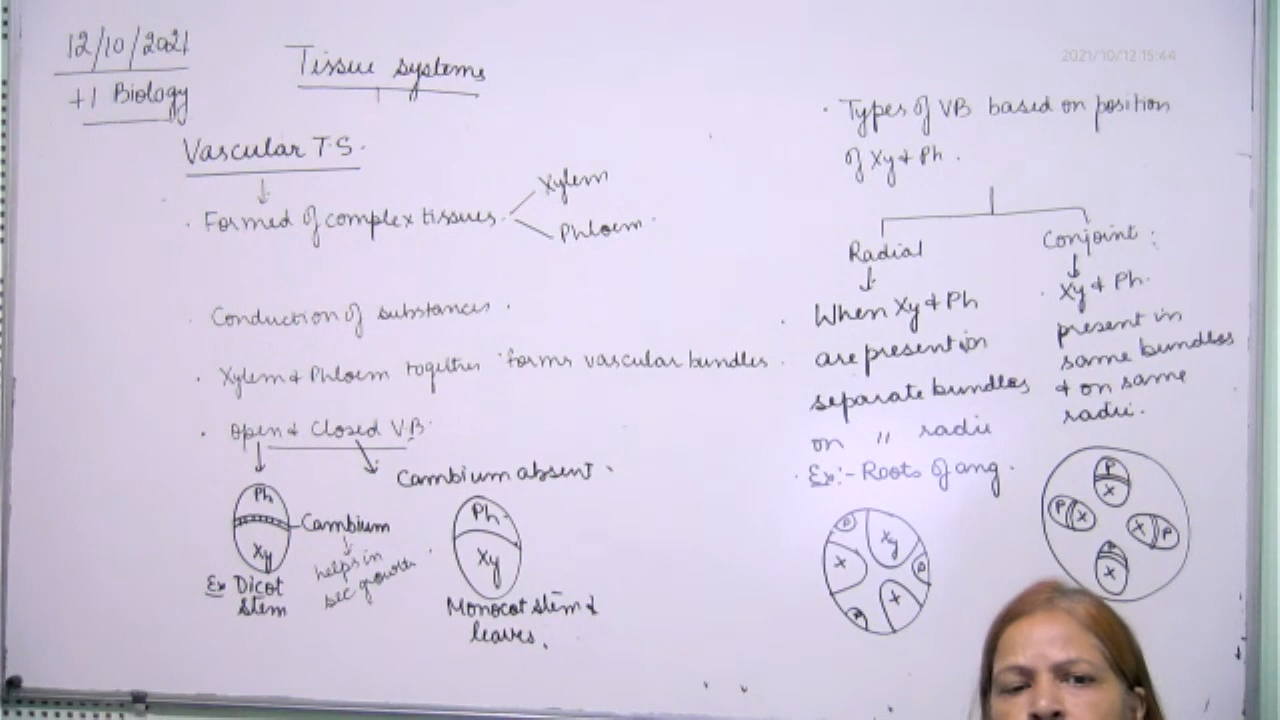 12/10/2021
+1 Biology
Tissue systems
2021/10/12 15:44
Vascular T.S.
↓
· Formed of complex tissues.
Xylem
Phloem.
· Conduction of substances.
· Xylem & Phloem together forms vascular bundles.
· Open & Closed V.B.
Cambium absent.
Ph
Cambium
Xy
helps in
sec growth
Ex Dicot
stem
Ph
Xy
Monocot stem &
leaves.
· Types of VB based on position
of Xy & Ph.
Radial
↓
· When Xy & Ph
are present in
separate bundles
on " radii
· Ex:- Roots of ang.
P
Xy
X
P
X
Conjoint:
↓
· Xy & Ph.
present in
same bundles
& on same
radii.
P
X
P X
X P
X